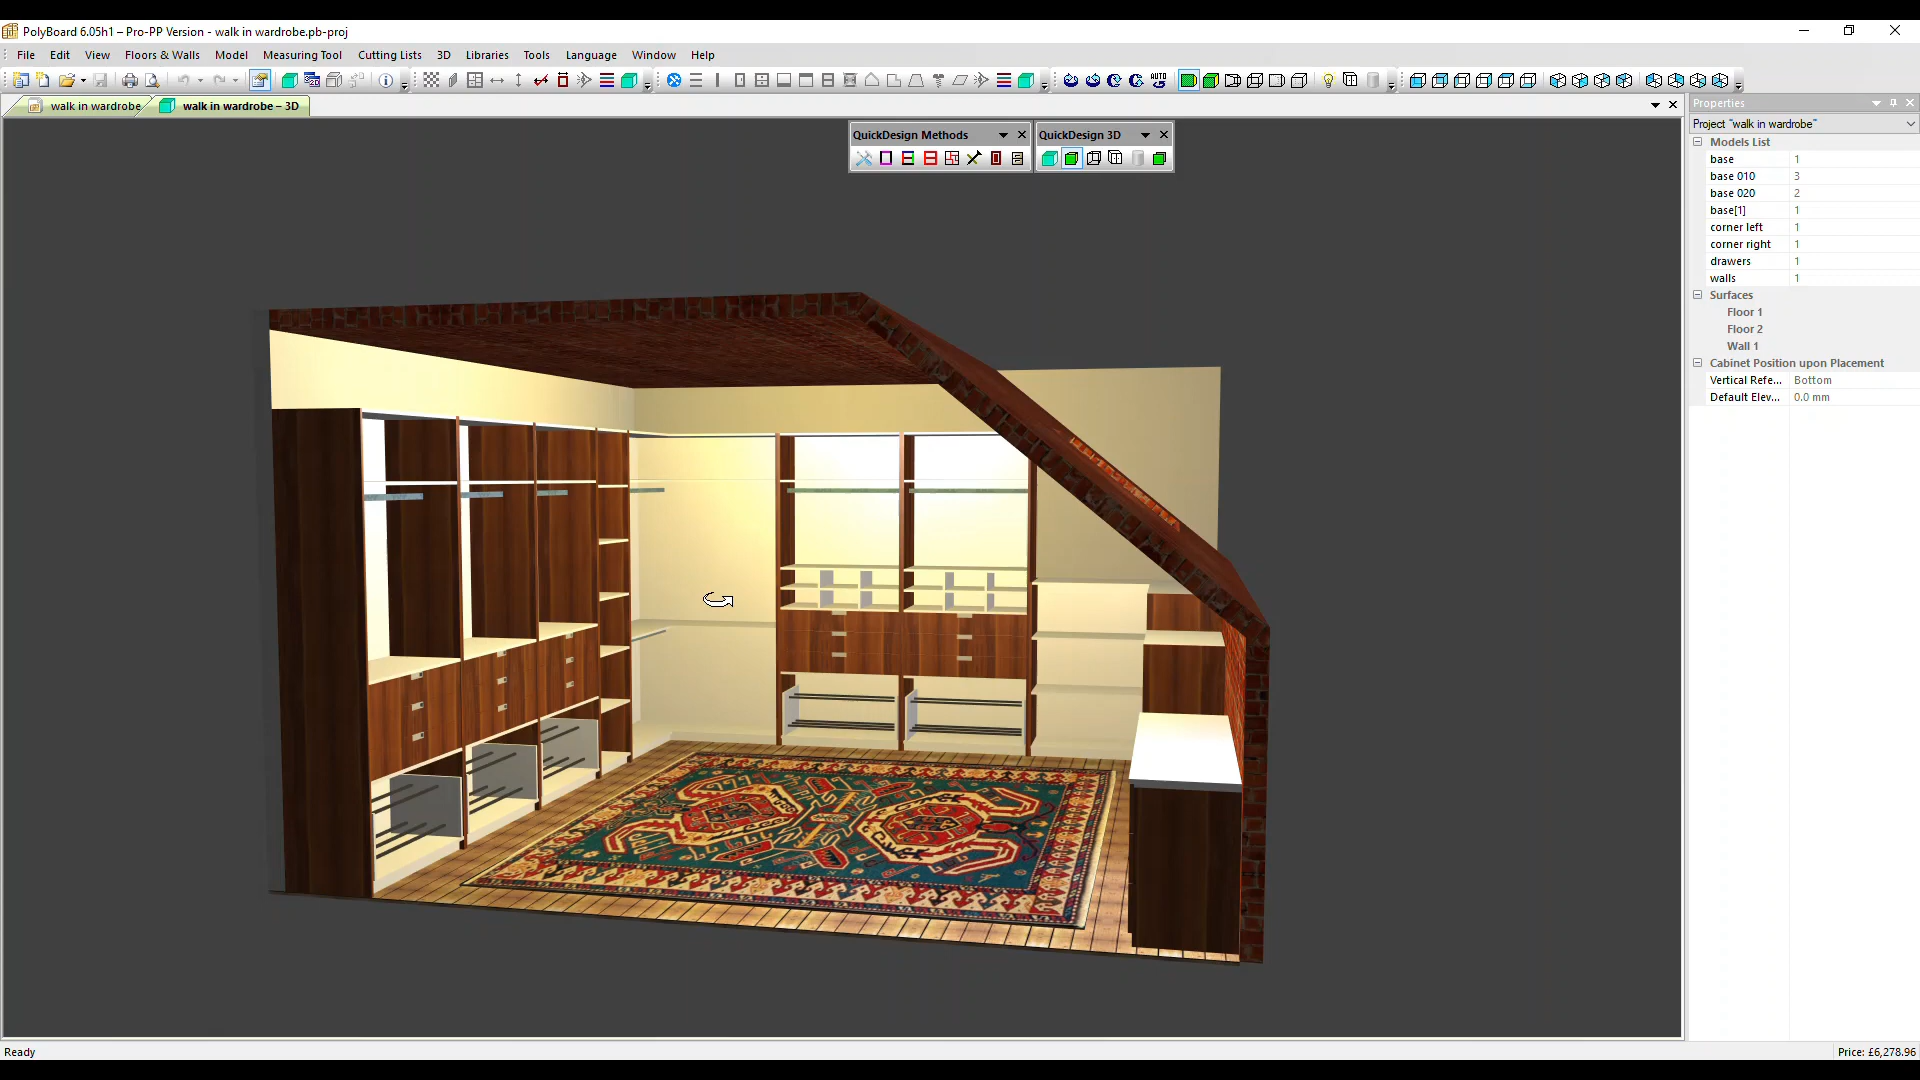 PolyBoard 6.05h1 – Pro-PP Version - walk in wardrobe.pb-proj
File Edit View Floors & Walls Model Measuring Tool Cutting Lists 3D Libraries Tools Language Window Help
AUTO
walk in wardrobe walk in wardrobe – 3D
Properties
QuickDesign Methods QuickDesign 3D
Project "walk in wardrobe"
Models List
base 1
base 010 3
base 020 2
base[1] 1
corner left 1
corner right 1
drawers 1
walls 1
Surfaces
Floor 1
Floor 2
Wall 1
Cabinet Position upon Placement
Vertical Refe... Bottom
Default Elev... 0.0 mm
Ready Price: £6,278.96